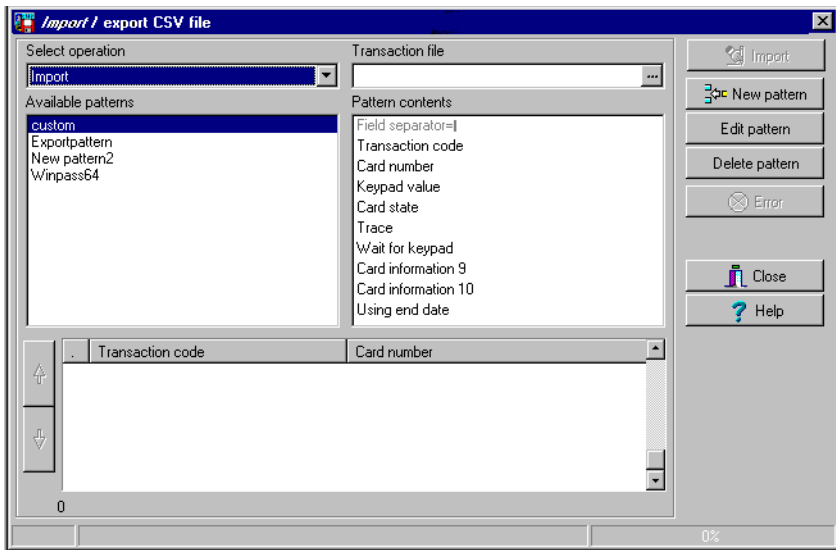 Import / export CSV file
Select operation
Import
Transaction file
...
Available patterns
custom
Exportpattern
New pattern2
Winpass64
Pattern contents
Field separator=|
Transaction code
Card number
Keypad value
Card state
Trace
Wait for keypad
Card information 9
Card information 10
Using end date
Import
New pattern
Edit pattern
Delete pattern
Error
Close
? Help
. Transaction code Card number
0
0%